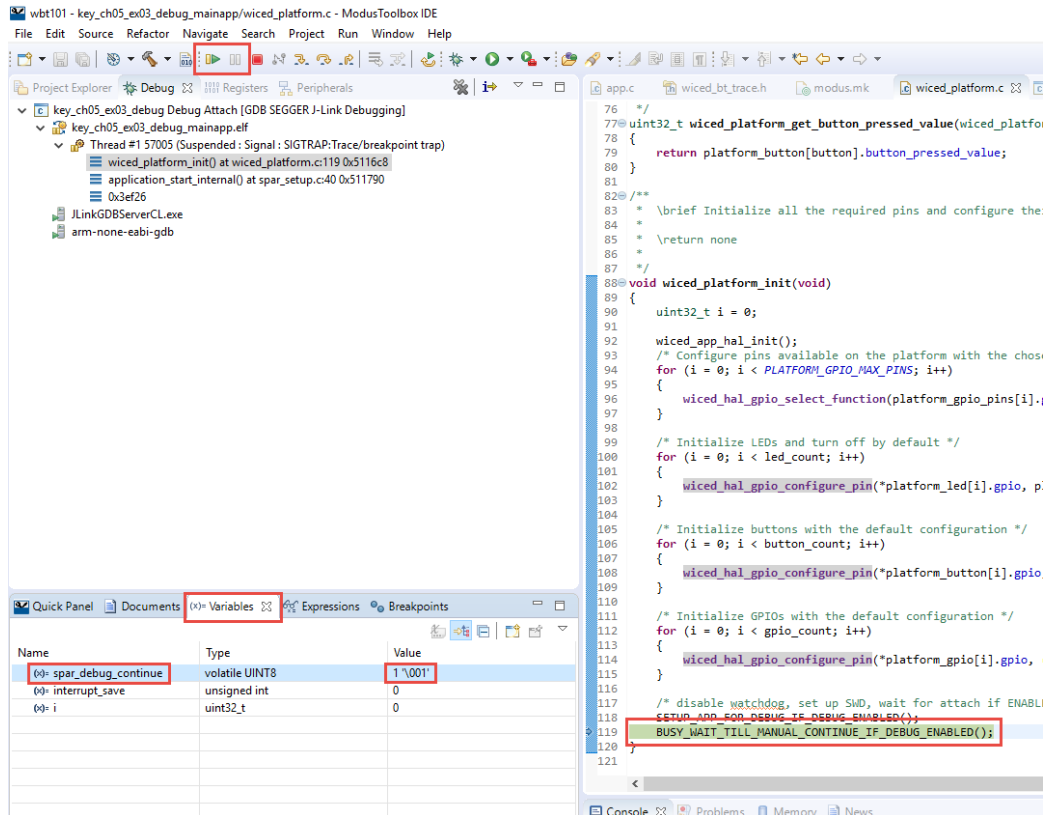 wbt101 - key_ch05_ex03_debug_mainapp/wiced_platform.c - ModusToolbox IDE
File Edit Source Refactor Navigate Search Project Run Window Help
Project Explorer Debug Registers Peripherals
key_ch05_ex03_debug Debug Attach [GDB SEGGER J-Link Debugging]
key_ch05_ex03_debug_mainapp.elf
Thread #1 57005 (Suspended : Signal : SIGTRAP:Trace/breakpoint trap)
wiced_platform_init() at wiced_platform.c:119 0x5116c8
application_start_internal() at spar_setup.c:40 0x511790
0x3ef26
JLinkGDBServerCL.exe
arm-none-eabi-gdb
app.c wiced_bt_trace.h modus.mk wiced_platform.c
76 */
77 uint32_t wiced_platform_get_button_pressed_value(wiced_platfo
78 {
79 return platform_button[button].button_pressed_value;
80 }
81
82 /**
83 * \brief Initialize all the required pins and configure the
84 *
85 * \return none
86 *
87 */
88 void wiced_platform_init(void)
89 {
90 uint32_t i = 0;
91
92 wiced_app_hal_init();
93 /* Configure pins available on the platform with the chos
94 for (i = 0; i < PLATFORM_GPIO_MAX_PINS; i++)
95 {
96 wiced_hal_gpio_select_function(platform_gpio_pins[i].g
97 }
98
99 /* Initialize LEDs and turn off by default */
100 for (i = 0; i < led_count; i++)
101 {
102 wiced_hal_gpio_configure_pin(*platform_led[i].gpio, p
103 }
104
105 /* Initialize buttons with the default configuration */
106 for (i = 0; i < button_count; i++)
107 {
108 wiced_hal_gpio_configure_pin(*platform_button[i].gpio
109 }
110
111 /* Initialize GPIOs with the default configuration */
112 for (i = 0; i < gpio_count; i++)
113 {
114 wiced_hal_gpio_configure_pin(*platform_gpio[i].gpio,
115 }
116
117 /* disable watchdog, set up SWD, wait for attach if ENABL
118 SETUP_APP_FOR_DEBUG_IF_DEBUG_ENABLED();
119 BUSY_WAIT_TILL_MANUAL_CONTINUE_IF_DEBUG_ENABLED();
120 }
121
Quick Panel Documents (x)= Variables Expressions Breakpoints
Name Type Value
(x)= spar_debug_continue volatile UINT8 1 '\001'
(x)= interrupt_save unsigned int 0
(x)= i uint32_t 0
Console Problems Memory News